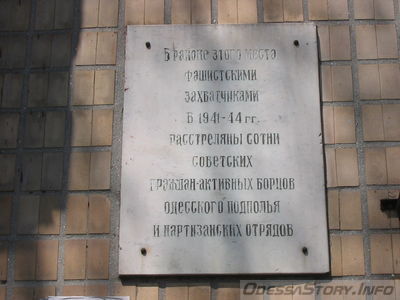 В районе этого места
фашистскими
захватчиками
в 1941-44 гг.
расстреляны сотни
советских
граждан-активных борцов
одесского подполья
и партизанских отрядов
OdessaStory.Info